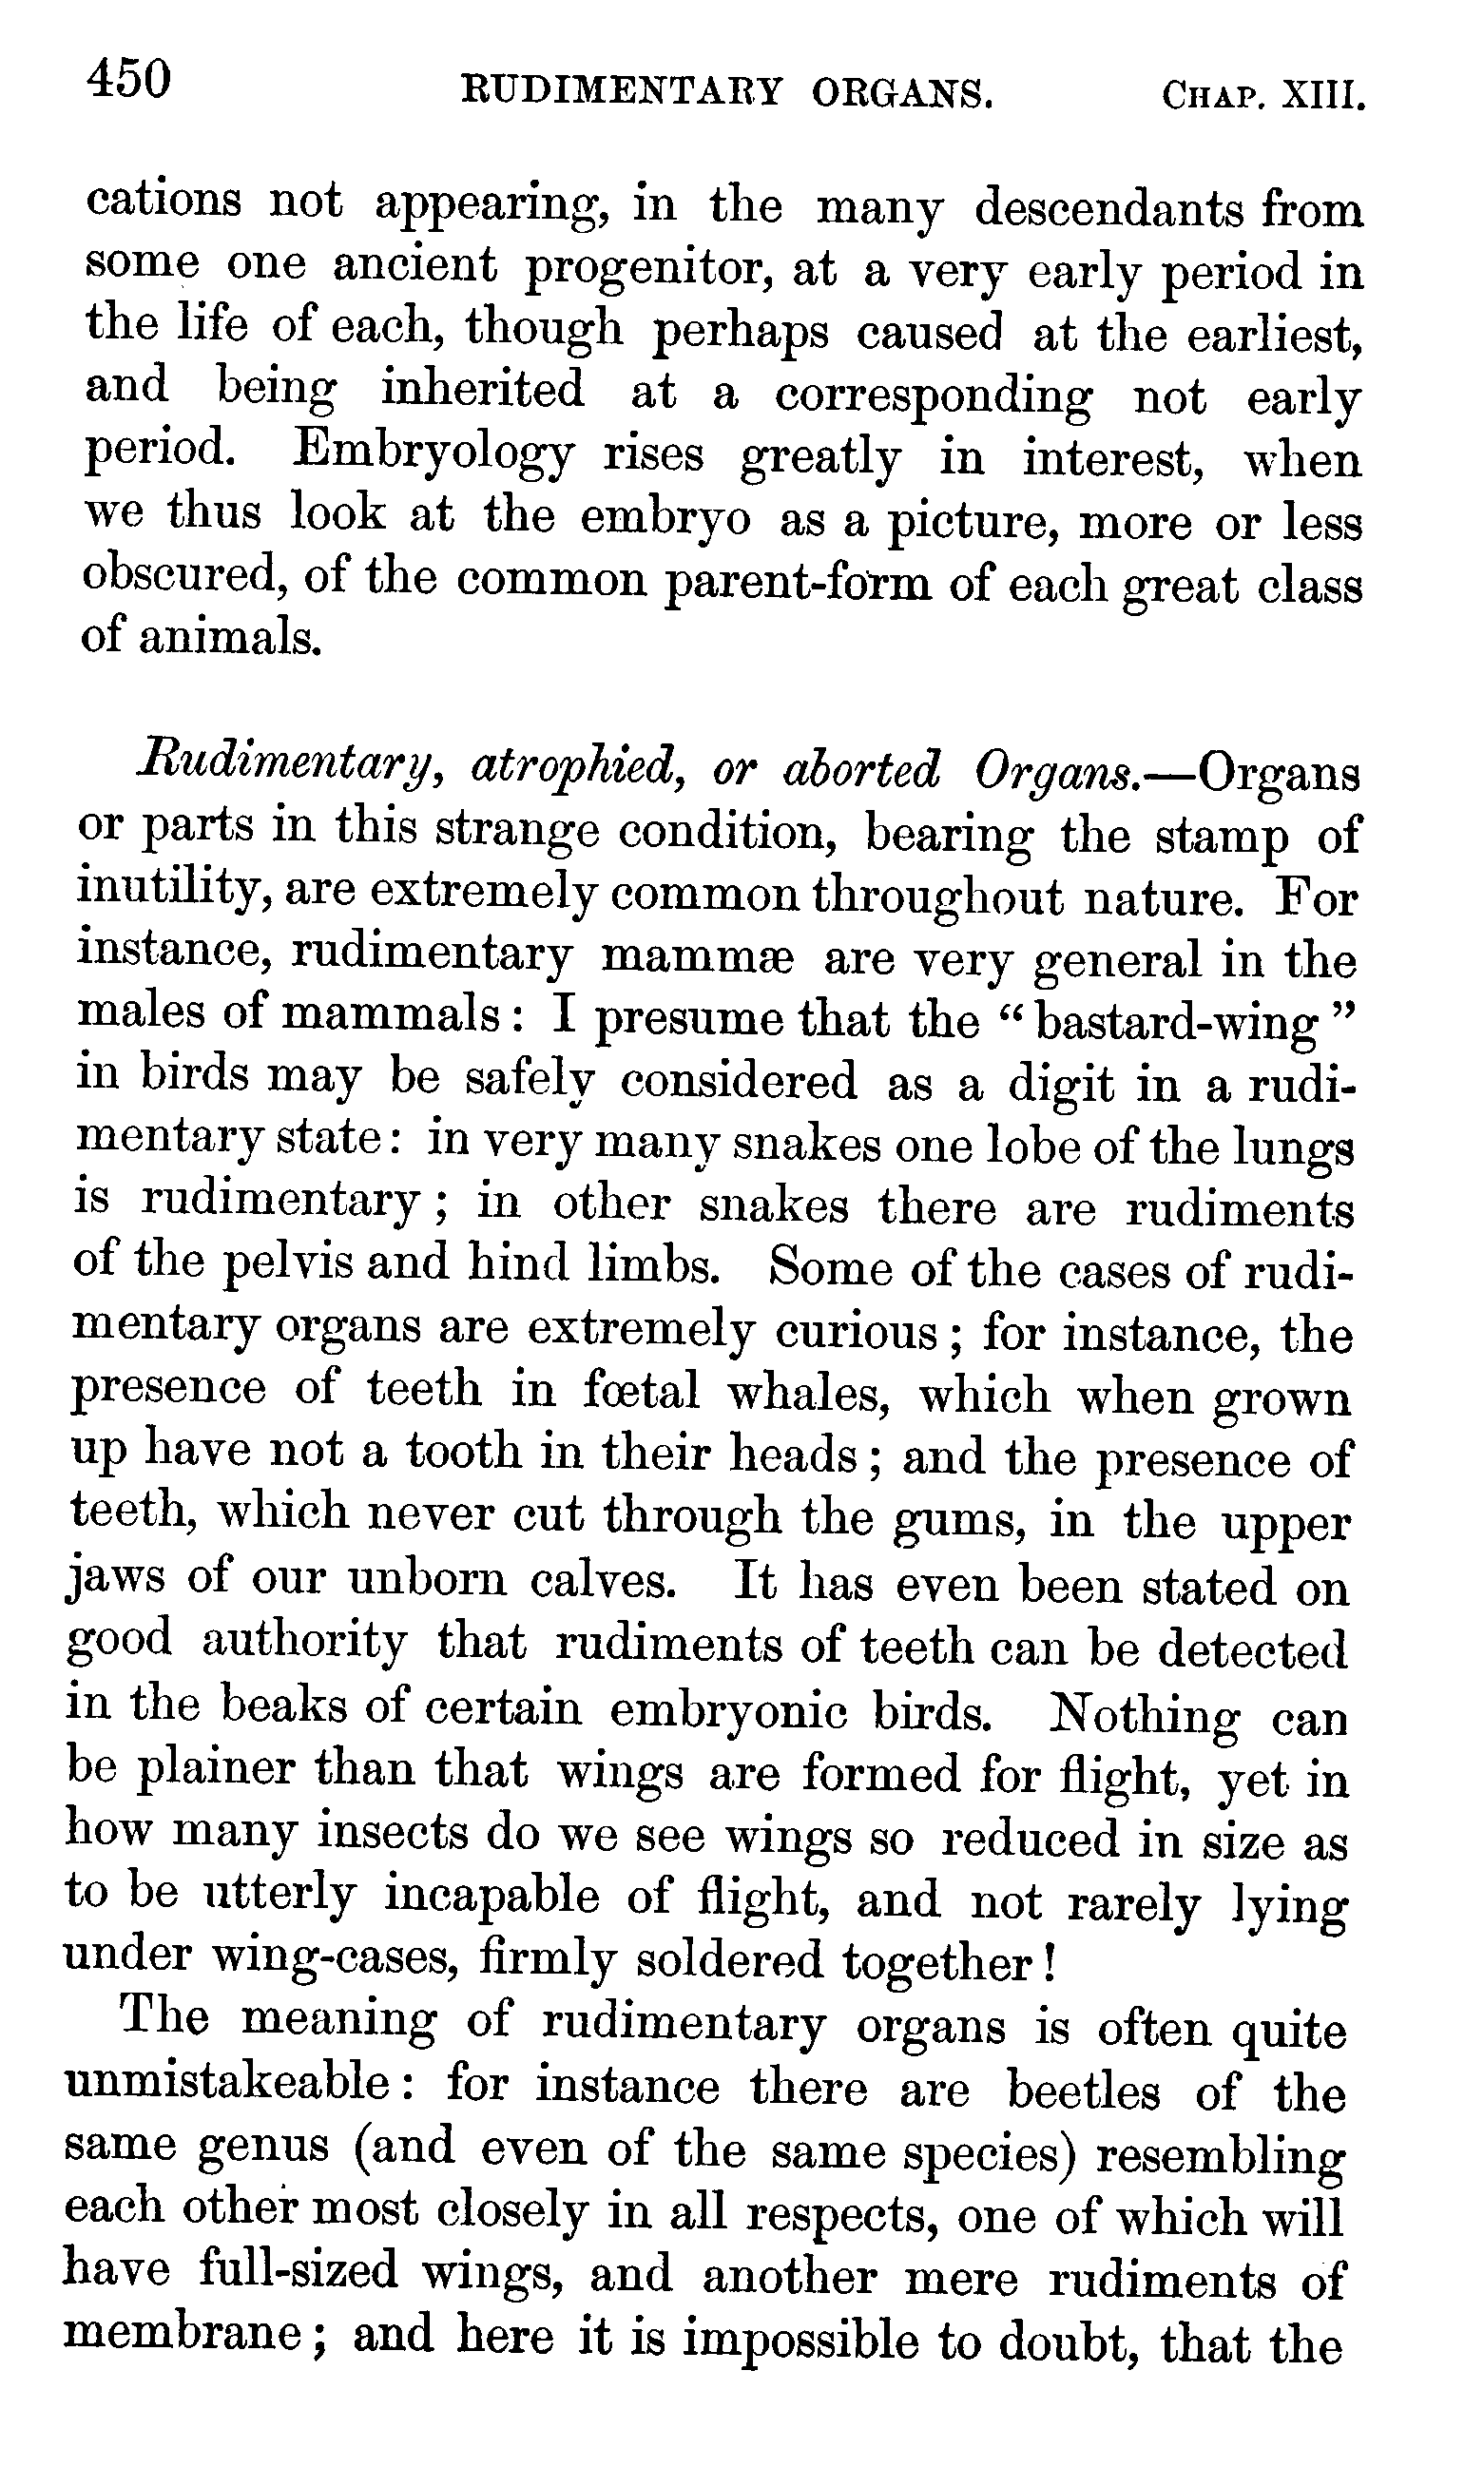 450 RUDIMENTARY ORGANS. CHAP. XIII.
cations not appearing, in the many descendants from
some one ancient progenitor, at a very early period in
the life of each, though perhaps caused at the earliest,
and being inherited at a corresponding not early
period. Embryology rises greatly in interest, when
we thus look at the embryo as a picture, more or less
obscured, of the common parent-form of each great class
of animals.
Rudimentary, atrophied, or aborted Organs.—Organs
or parts in this strange condition, bearing the stamp of
inutility, are extremely common throughout nature. For
instance, rudimentary mammæ are very general in the
males of mammals : I presume that the “ bastard-wing ”
in birds may be safely considered as a digit in a rudi-
mentary state : in very many snakes one lobe of the lungs
is rudimentary ; in other snakes there are rudiments
of the pelvis and hind limbs. Some of the cases of rudi-
mentary organs are extremely curious ; for instance, the
presence of teeth in fœtal whales, which when grown
up have not a tooth in their heads ; and the presence of
teeth, which never cut through the gums, in the upper
jaws of our unborn calves. It has even been stated on
good authority that rudiments of teeth can be detected
in the beaks of certain embryonic birds. Nothing can
be plainer than that wings are formed for flight, yet in
how many insects do we see wings so reduced in size as
to be utterly incapable of flight, and not rarely lying
under wing-cases, firmly soldered together !
The meaning of rudimentary organs is often quite
unmistakeable : for instance there are beetles of the
same genus (and even of the same species) resembling
each other most closely in all respects, one of which will
have full-sized wings, and another mere rudiments of
membrane ; and here it is impossible to doubt, that the